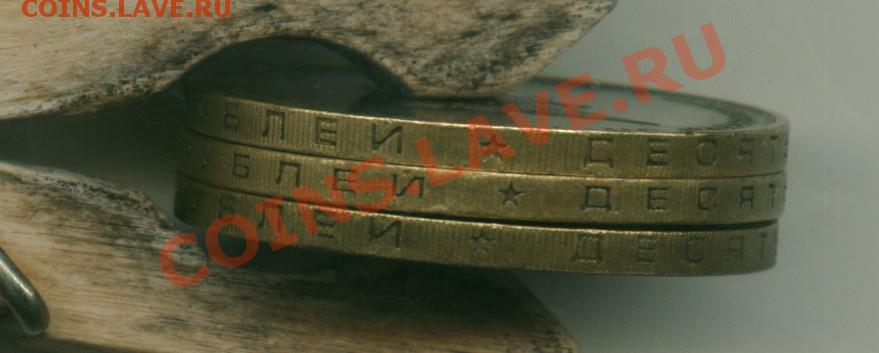 COINS.LAVE.RU
COINS.LAVE.RU
УБЛЕЙ ★ ДЕСЯТ
РУБЛЕЙ ★ ДЕСЯТ
УБЛЕЙ ★ ДЕСЯТ